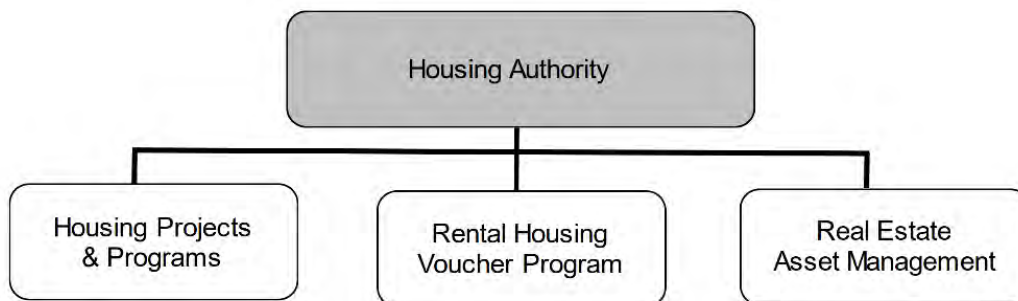 Housing Authority
Housing Projects
& Programs
Rental Housing
Voucher Program
Real Estate
Asset Management